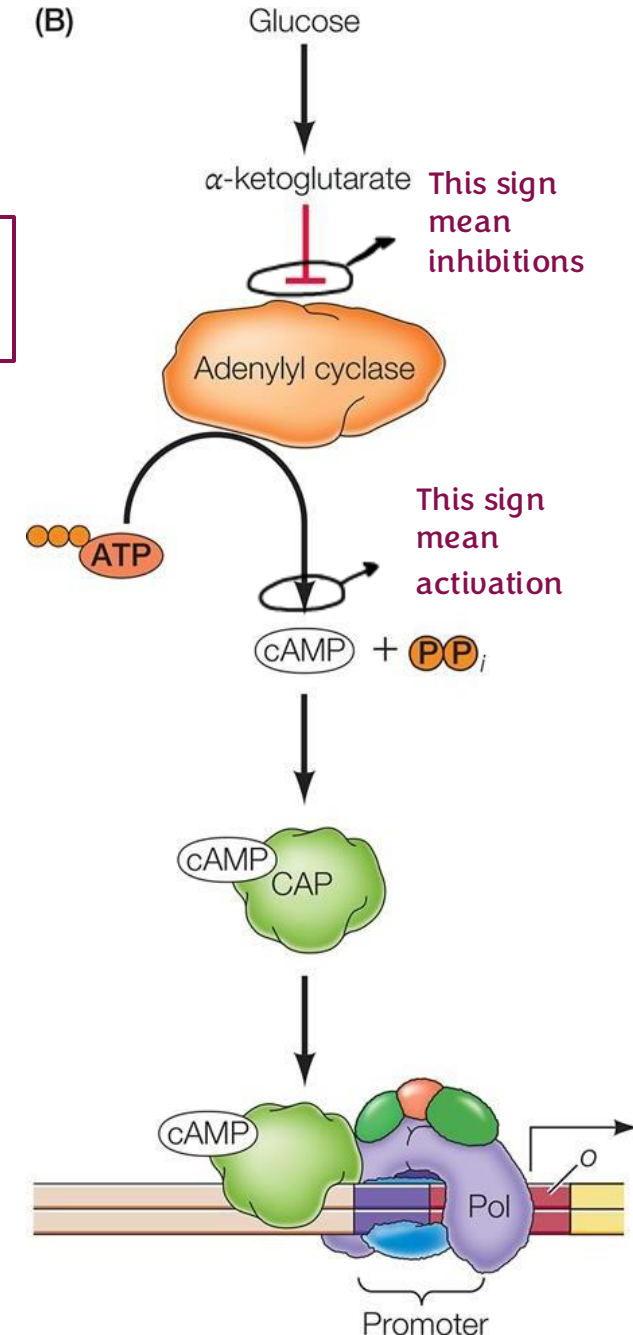 (B)
Glucose
α-ketoglutarate
This sign
mean
inhibitions
Adenylyl cyclase
This sign
mean
activation
ATP
cAMP + PPi
cAMP
CAP
cAMP
O
Pol
Promoter